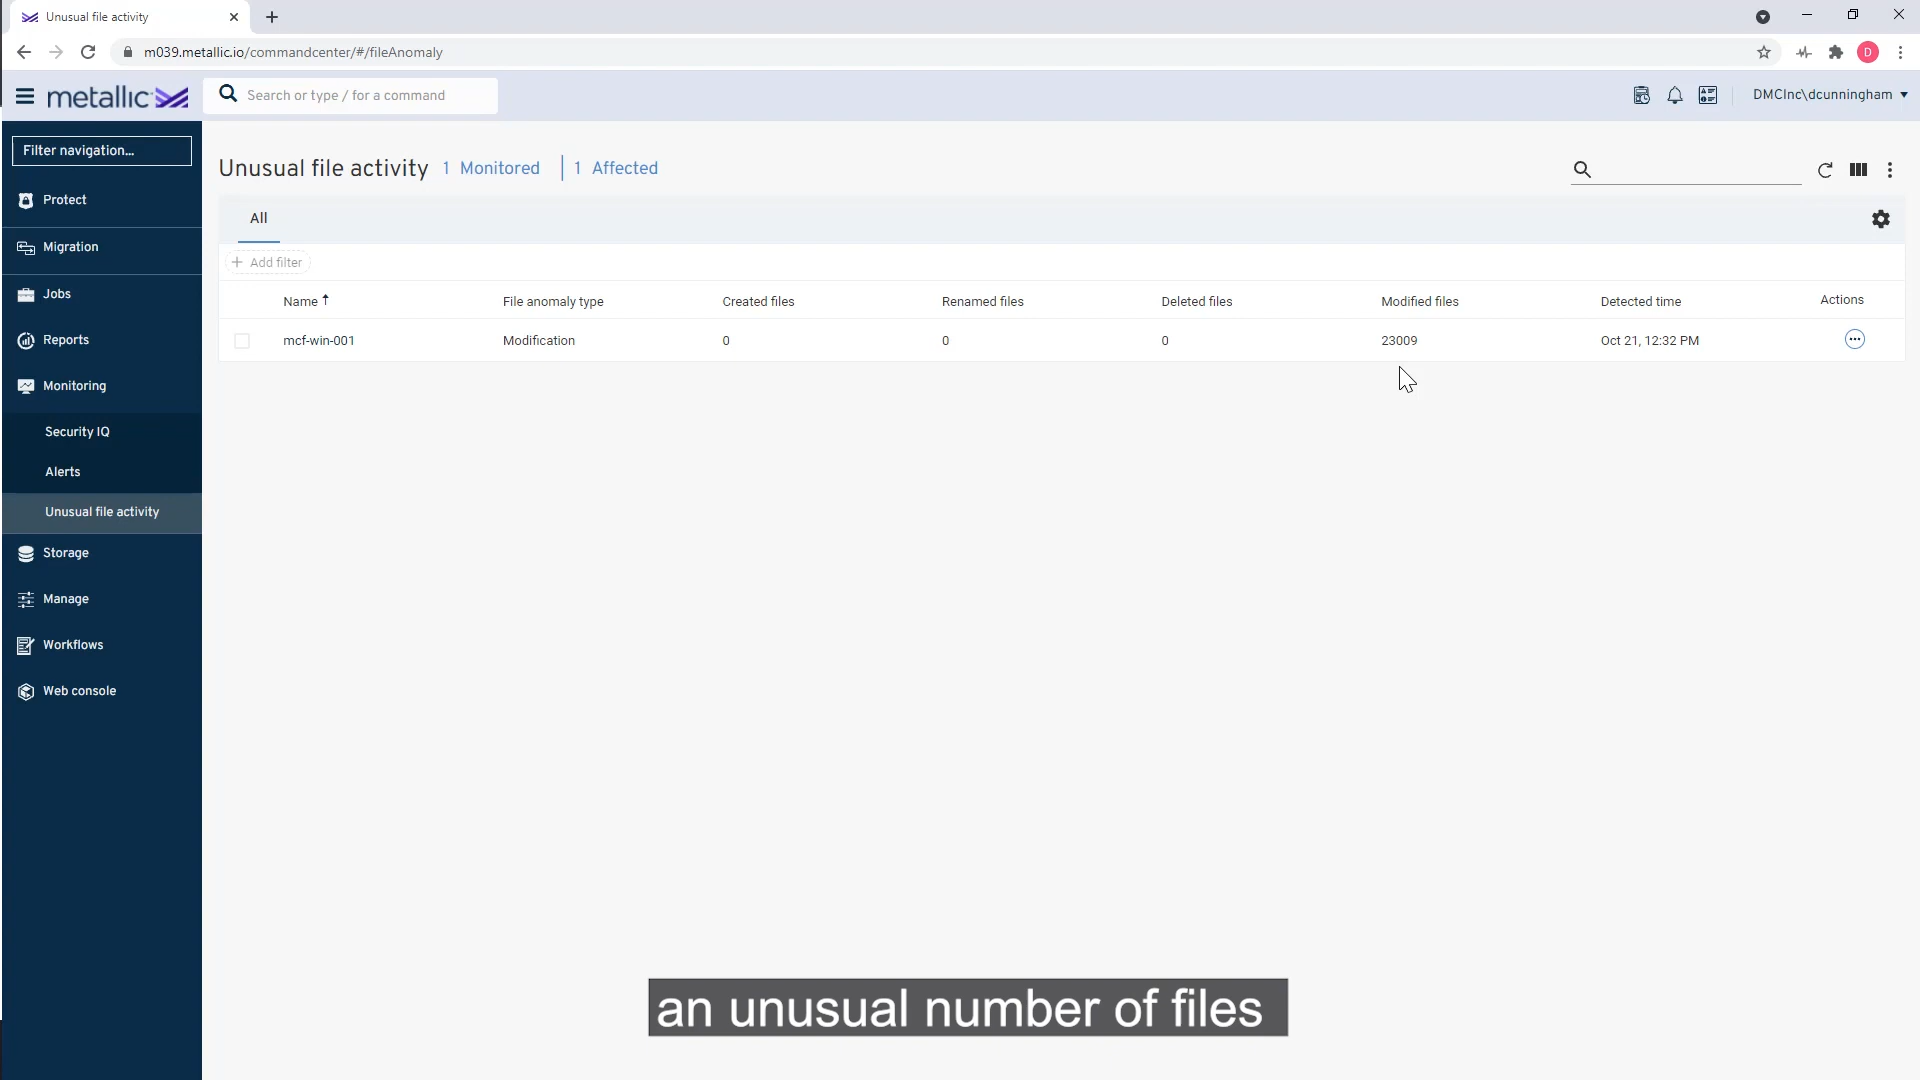 Unusual file activity
m039.metallic.io/commandcenter/#/fileAnomaly
D
metallic
Search or type / for a command
DMCInc\dcunningham
Filter navigation...
Protect
Migration
Jobs
Reports
Monitoring
Security IQ
Alerts
Unusual file activity
Storage
Manage
Workflows
Web console
Unusual file activity 1 Monitored 1 Affected
All
Add filter
Name File anomaly type Created files Renamed files Deleted files Modified files Detected time Actions
mcf-win-001 Modification 0 0 0 23009 Oct 21, 12:32 PM
an unusual number of files